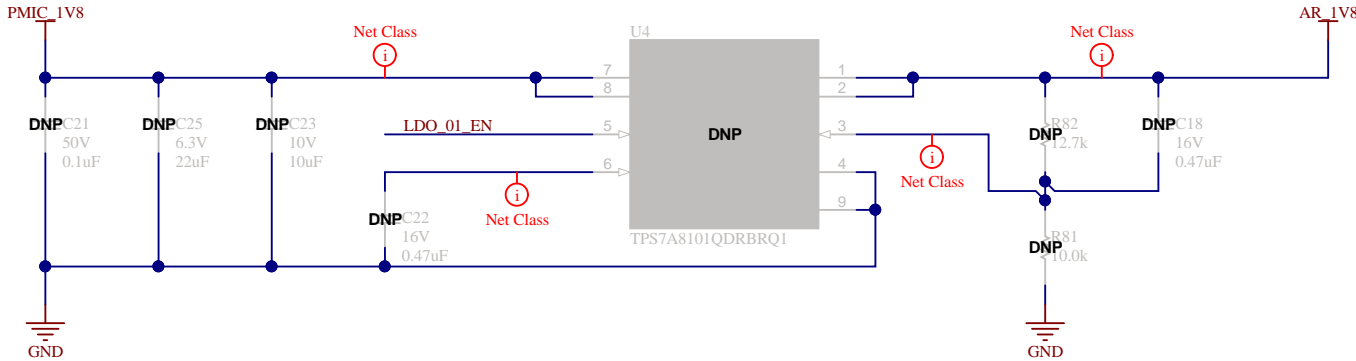 PMIC_1V8
AR_1V8
Net Class
i
U4
Net Class
i
7
8
1
2
DNP
C21
50V
0.1uF
DNP
C25
6.3V
22uF
DNP
C23
10V
10uF
LDO_01_EN
5
DNP
3
DNP
R82
12.7k
DNP
C18
16V
0.47uF
i
Net Class
6
4
i
Net Class
9
DNP
C22
16V
0.47uF
TPS7A8101QDRBRQ1
DNP
R81
10.0k
GND
GND